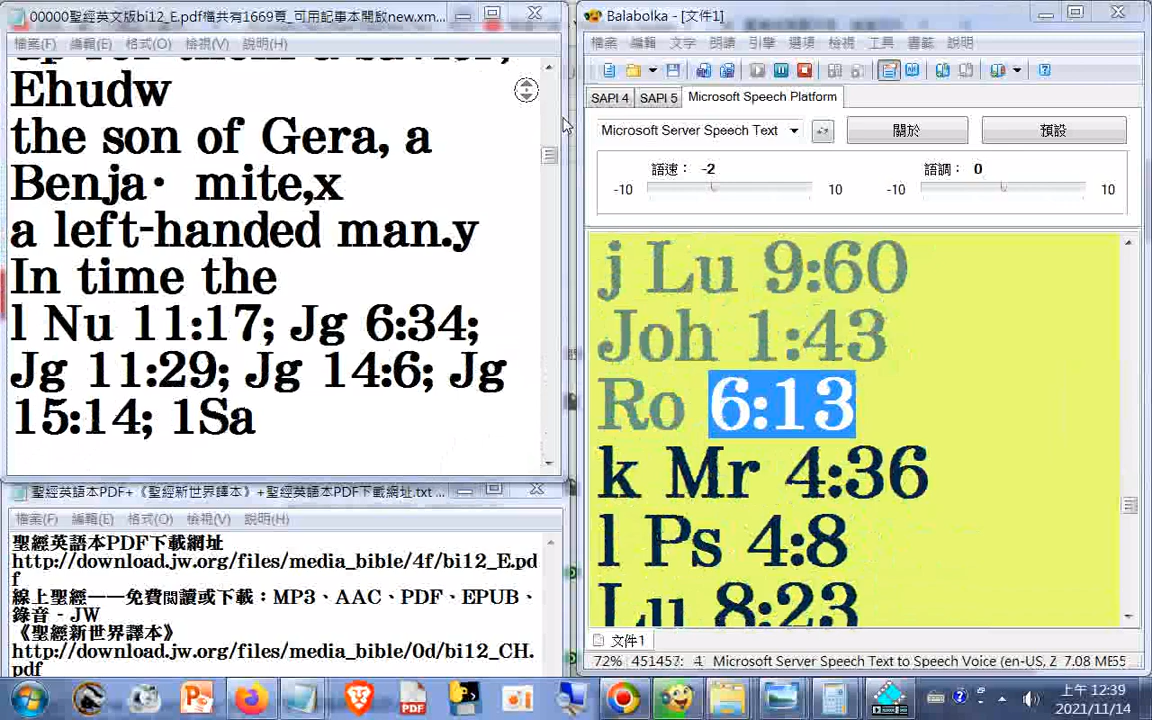 00000聖經英文版bi12_E.pdf檔共有1669頁_可用記事本開啟new.xm...
檔案(F) 編輯(E) 格式(O) 檢視(V) 說明(H)
Ehudw
the son of Gera, a
Benja· mite,x
a left-handed man.y
In time the
l Nu 11:17; Jg 6:34;
Jg 11:29; Jg 14:6; Jg
15:14; 1Sa
聖經英語本PDF+《聖經新世界譯本》+聖經英語本PDF下載網址.txt ...
檔案(F) 編輯(E) 格式(O) 檢視(V) 說明(H)
聖經英語本PDF下載網址
http://download.jw.org/files/media_bible/4f/bi12_E.pd
f
線上聖經——免費閱讀或下載：MP3、AAC、PDF、EPUB、
錄音 - JW
《聖經新世界譯本》
http://download.jw.org/files/media_bible/0d/bi12_CH.
pdf
Balabolka - [文件1]
檔案 編輯 文字 朗讀 引擎 選項 檢視 工具 書籤 說明
SAPI 4 SAPI 5 Microsoft Speech Platform
Microsoft Server Speech Text 關於 預設
語速： -2 語調： 0
-10 10 -10 10
j Lu 9:60
Joh 1:43
Ro 6:13
k Mr 4:36
l Ps 4:8
Lu 8:23
文件1
72% 451457: 4 Microsoft Server Speech Text to Speech Voice (en-US, Z 7.08 ME55
上午 12:39
2021/11/14